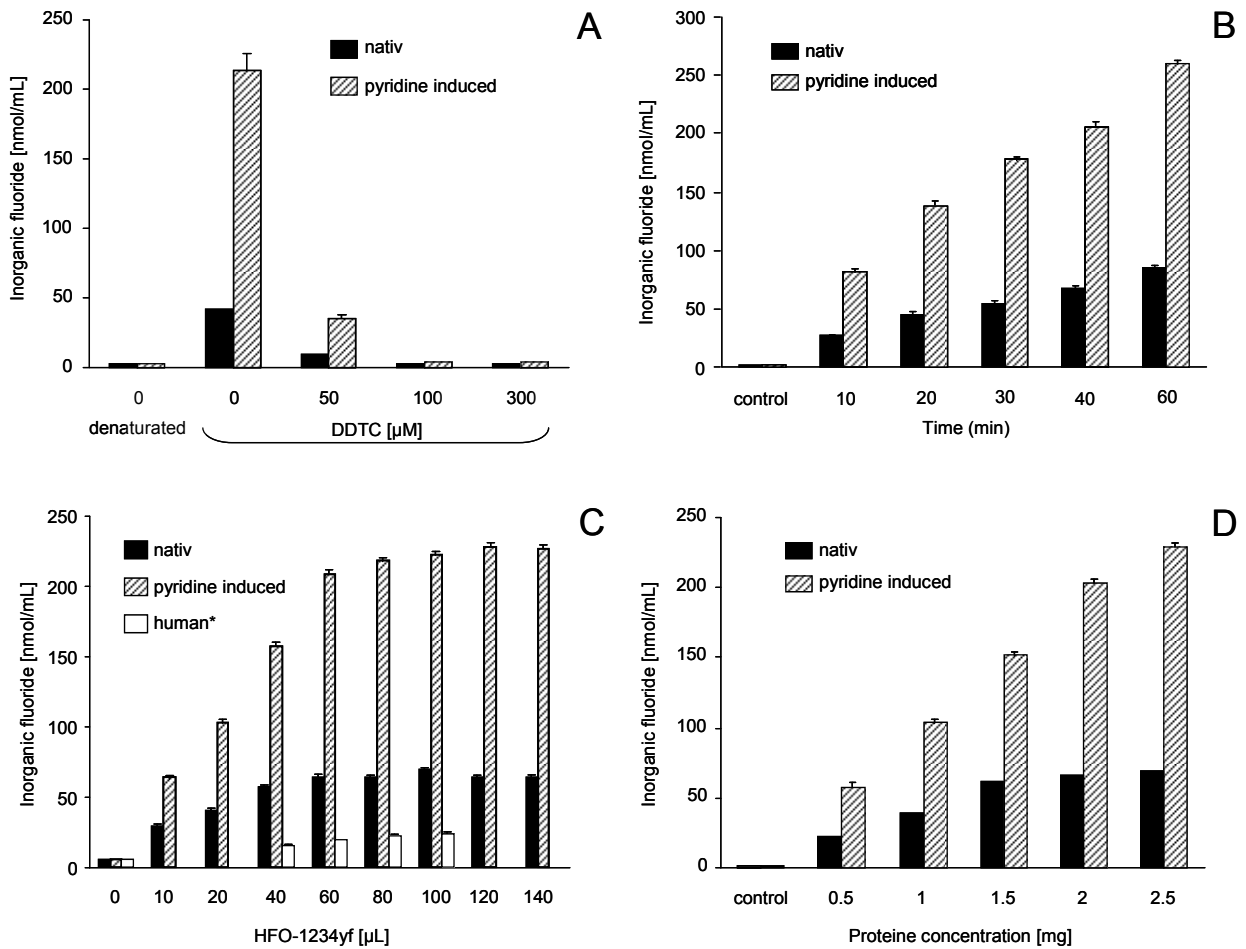 A
nativ
pyridine induced
Inorganic fluoride [nmol/mL]
250
200
150
100
50
0
0 0 50 100 300
denaturated DDTC [µM]
B
nativ
pyridine induced
Inorganic fluoride [nmol/mL]
300
250
200
150
100
50
0
control 10 20 30 40 60
Time (min)
C
nativ
pyridine induced
human*
Inorganic fluoride [nmol/mL]
250
200
150
100
50
0
0 10 20 40 60 80 100 120 140
HFO-1234yf [µL]
D
nativ
pyridine induced
Inorganic fluoride [nmol/mL]
250
200
150
100
50
0
control 0.5 1 1.5 2 2.5
Proteine concentration [mg]